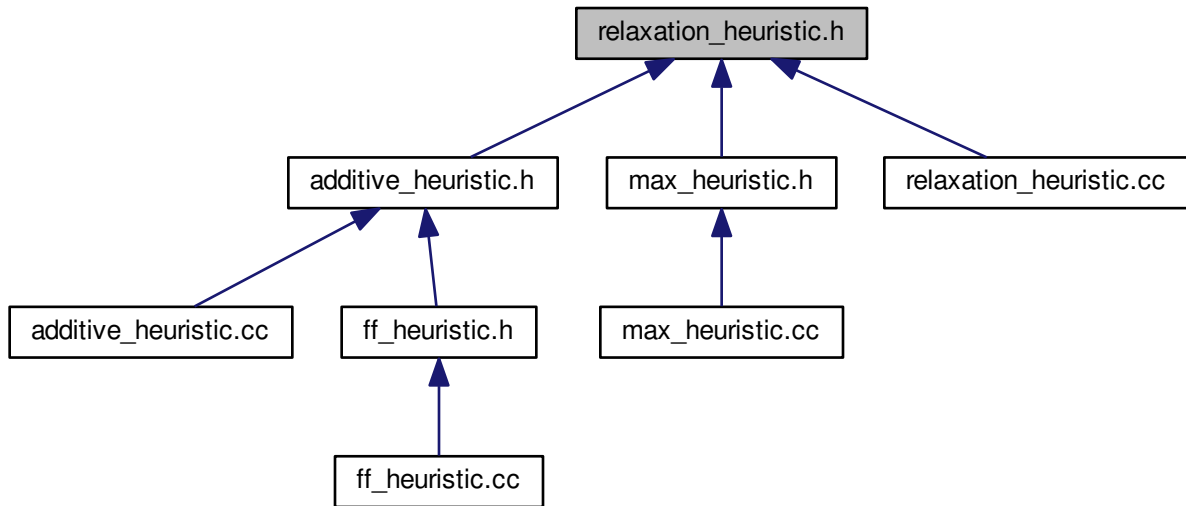 relaxation_heuristic.h
additive_heuristic.h
max_heuristic.h
relaxation_heuristic.cc
additive_heuristic.cc
ff_heuristic.h
max_heuristic.cc
ff_heuristic.cc